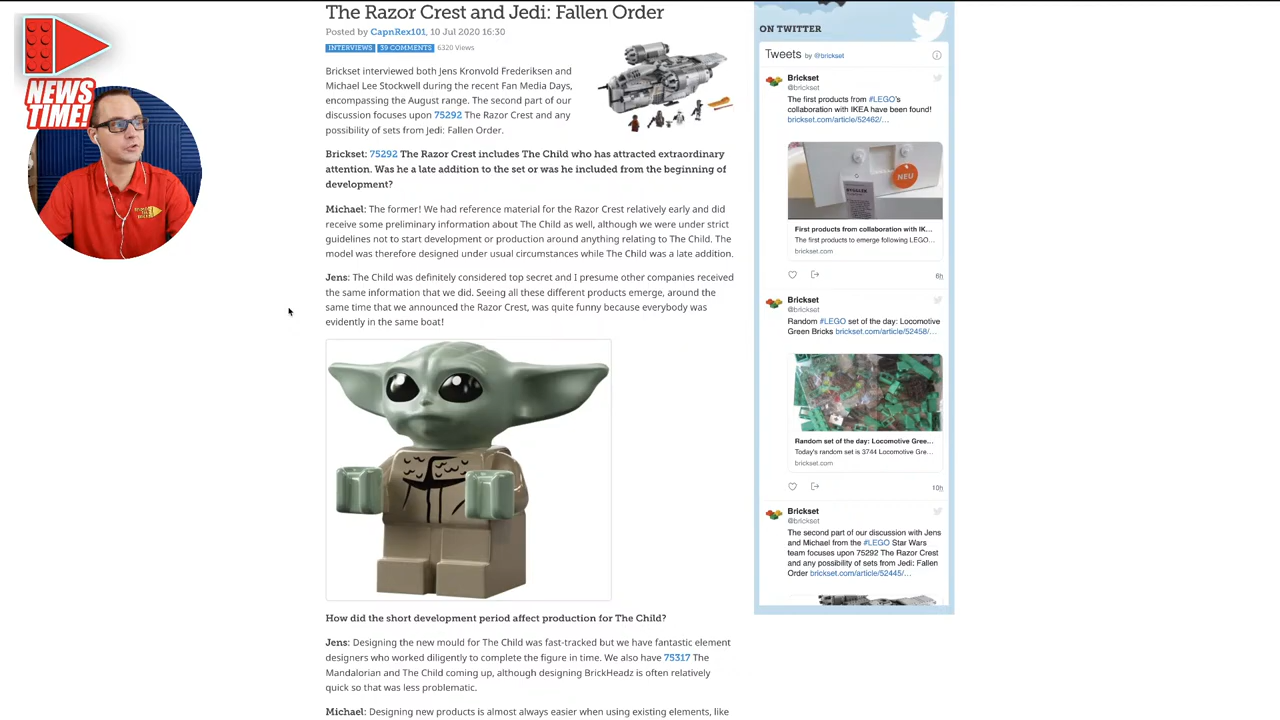 NEWS
TIME!
The Razor Crest and Jedi: Fallen Order
Posted by CapnRex101, 10 Jul 2020 16:30
INTERVIEWS 39 COMMENTS 6320 Views
Brickset interviewed both Jens Kronvold Frederiksen and
Michael Lee Stockwell during the recent Fan Media Days,
encompassing the August range. The second part of our
discussion focuses upon 75292 The Razor Crest and any
possibility of sets from Jedi: Fallen Order.
Brickset: 75292 The Razor Crest includes The Child who has attracted extraordinary
attention. Was he a late addition to the set or was he included from the beginning of
development?
Michael: The former! We had reference material for the Razor Crest relatively early and did
receive some preliminary information about The Child as well, although we were under strict
guidelines not to start development or production around anything relating to The Child. The
model was therefore designed under usual circumstances while The Child was a late addition.
Jens: The Child was definitely considered top secret and I presume other companies received
the same information that we did. Seeing all these different products emerge, around the
same time that we announced the Razor Crest, was quite funny because everybody was
evidently in the same boat!
How did the short development period affect production for The Child?
Jens: Designing the new mould for The Child was fast-tracked but we have fantastic element
designers who worked diligently to complete the figure in time. We also have 75317 The
Mandalorian and The Child coming up, although designing BrickHeadz is often relatively
quick so that was less problematic.
Michael: Designing new products is almost always easier when using existing elements, like
ON TWITTER
Tweets by @brickset
Brickset
@brickset
The first products from #LEGO's
collaboration with IKEA have been found!
brickset.com/article/52462/…
NEU
BYGGLEK
First products from collaboration with IK…
The first products to emerge following LEGO…
brickset.com
6h
Brickset
@brickset
Random #LEGO set of the day: Locomotive
Green Bricks brickset.com/article/52458/…
Random set of the day: Locomotive Gree…
Today's random set is 3744 Locomotive Gre…
brickset.com
10h
Brickset
@brickset
The second part of our discussion with Jens
and Michael from the #LEGO Star Wars
team focuses upon 75292 The Razor Crest
and any possibility of sets from Jedi: Fallen
Order brickset.com/article/52445/…